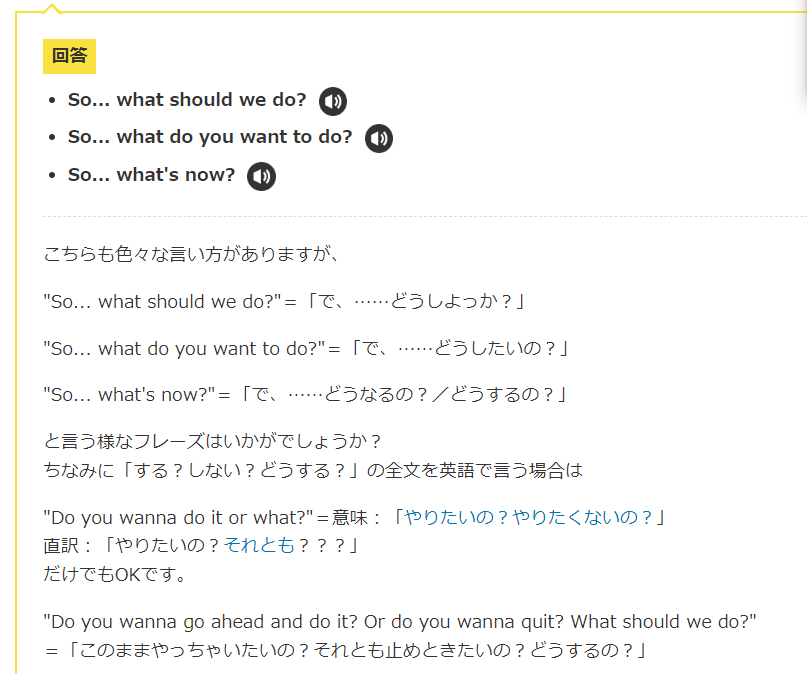 回答
• So... what should we do?
• So... what do you want to do?
• So... what's now?
こちらも色々な言い方がありますが、
"So... what should we do?"＝「で、……どうしよっか？」
"So... what do you want to do?"＝「で、……どうしたいの？」
"So... what's now?"＝「で、……どうなるの？／どうするの？」
と言う様なフレーズはいかがでしょうか？
ちなみに「する？しない？どうする？」の全文を英語で言う場合は
"Do you wanna do it or what?"＝意味：「やりたいの？やりたくないの？」
直訳：「やりたいの？それとも？？？」
だけでもOKです。
"Do you wanna go ahead and do it? Or do you wanna quit? What should we do?"
＝「このままやっちゃいたいの？それとも止めときたいの？どうするの？」